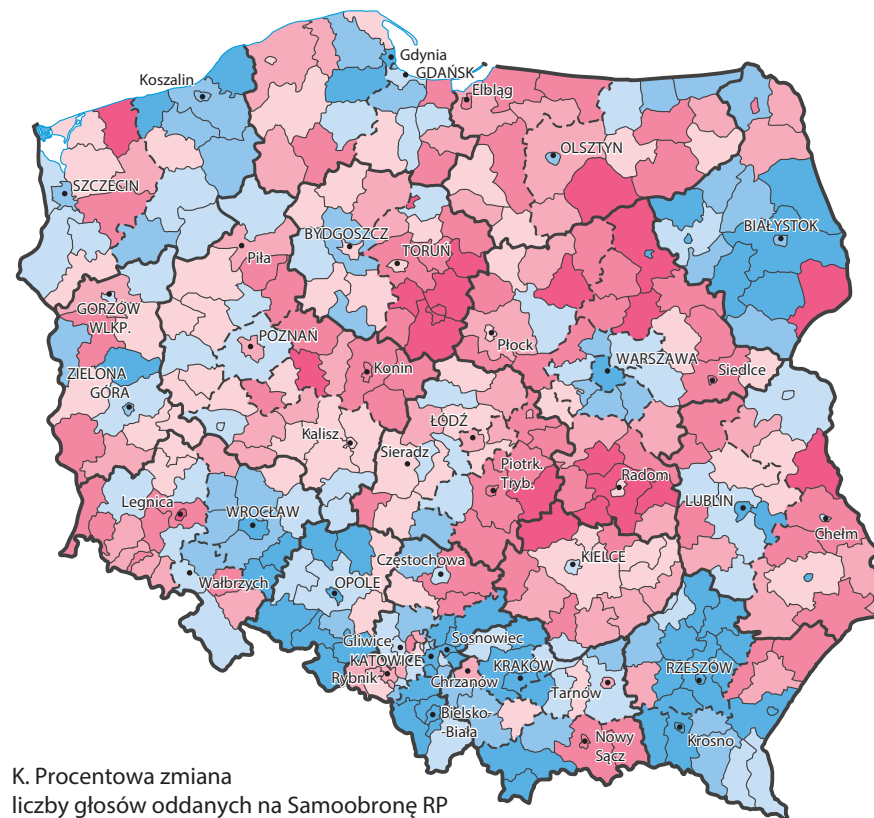 Gdynia
GDAŃSK
Koszalin
Elbląg
OLSZTYN
SZCZECIN
BIAŁYSTOK
BYDGOSZCZ
Piła
TORUŃ
GORZÓW
WLKP.
POZNAŃ
Płock
WARSZAWA
Konin
Siedlce
ZIELONA
GÓRA
ŁÓDŹ
Kalisz
Sieradz
Piotrk.
Tryb.
Radom
Legnica
WROCŁAW
LUBLIN
Chełm
Wałbrzych
OPOLE
Częstochowa
KIELCE
Gliwice
KATOWICE
Rybnik
Sosnowiec
Chrzanów
KRAKÓW
Tarnów
RZESZÓW
Bielsko-
-Biała
Nowy
Sącz
Krosno
K. Procentowa zmiana
liczby głosów oddanych na Samoobronę RP